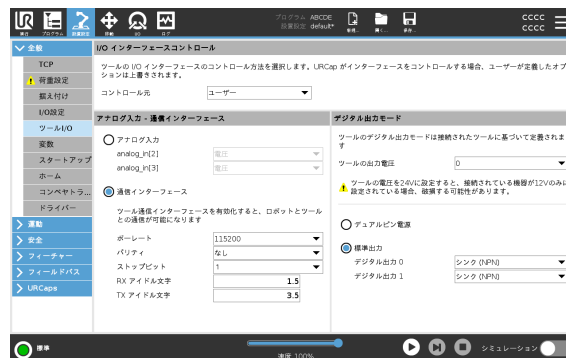 実行
プログラム
設置設定
移動
I/O
ログ
プログラム ABCDE
設置設定 default*
新規...
開く...
保存...
CCCC
CCCC
全般
TCP
荷重設定
据え付け
I/O設定
ツールI/O
変数
スタートアップ
ホーム
コンベヤトラ...
ドライバー
運動
安全
フィーチャー
フィールドバス
URCaps
I/O インターフェースコントロール
ツールの I/O インターフェースのコントロール方法を選択します。URCap がインターフェースをコントロールする場合、ユーザーが定義したオプ
ションは上書きされます。
コントロール元
ユーザー
アナログ入力 - 通信インターフェース
アナログ入力
analog_in[2] 電圧
analog_in[3] 電圧
通信インターフェース
ツール通信インターフェースを有効化すると、ロボットとツール
との通信が可能になります
ボーレート 115200
パリティ なし
ストップビット 1
RX アイドル文字 1.5
TX アイドル文字 3.5
デジタル出力モード
ツールのデジタル出力モードは接続されたツールに基づいて定義されま
す
ツールの出力電圧 0
ツールの電圧を24Vに設定すると、接続されている機器が12Vのみに
設定されている場合、破損する可能性があります。
デュアルピン電源
標準出力
デジタル出力 0 シンク (NPN)
デジタル出力 1 シンク (NPN)
標準
速度 100%
シミュレーション